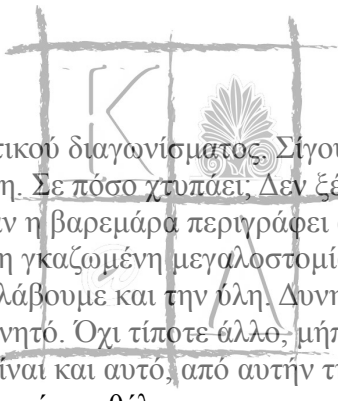 τικού διαγωνίσματος. Σίγου
η. Σε πόσο χτυπάει; Δεν ξέ
ν η βαρεμάρα περιγράφει
η γκαζωμένη μεγαλοστομί
λάβουμε και την ύλη. Δυνη
νητό. Όχι τίποτε άλλο, μήπ
ίναι και αυτό, από αυτήν τ